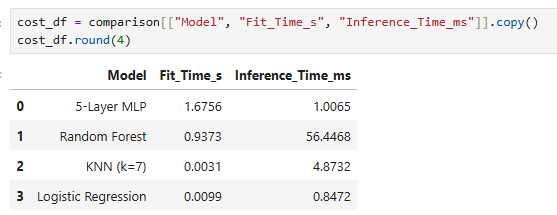 cost_df = comparison[["Model", "Fit_Time_s", "Inference_Time_ms"]].copy()
cost_df.round(4)
Model Fit_Time_s Inference_Time_ms
0 5-Layer MLP 1.6756 1.0065
1 Random Forest 0.9373 56.4468
2 KNN (k=7) 0.0031 4.8732
3 Logistic Regression 0.0099 0.8472